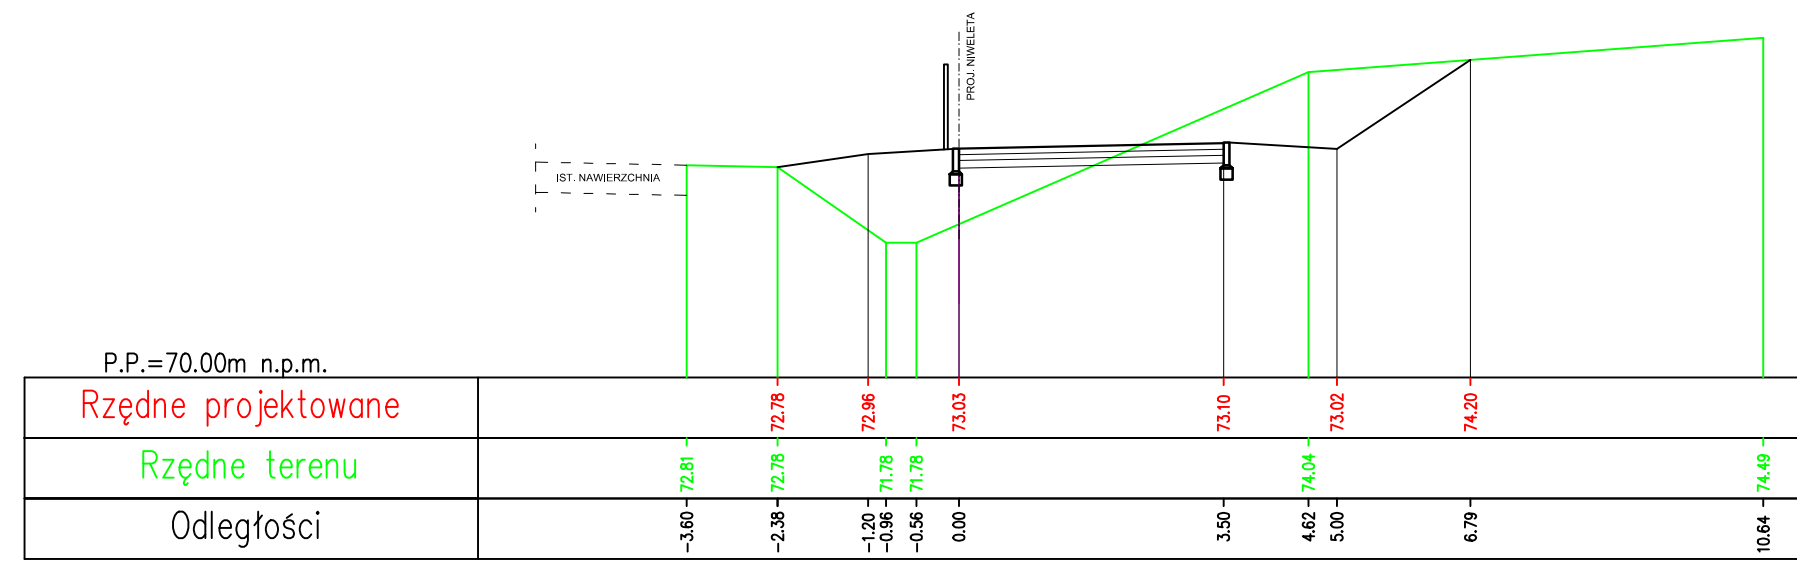 PROJ. NIWELETA
IST. NAWIERZCHNIA
P.P.=70.00m n.p.m.
Rzędne projektowane 72.78 72.96 73.03 73.10 73.02 74.20
Rzędne terenu 72.81 72.78 71.78 71.78 74.04 74.49
Odległości -3.60 -2.38 -1.20 -0.96 -0.56 0.00 3.50 4.62 5.00 6.79 10.64